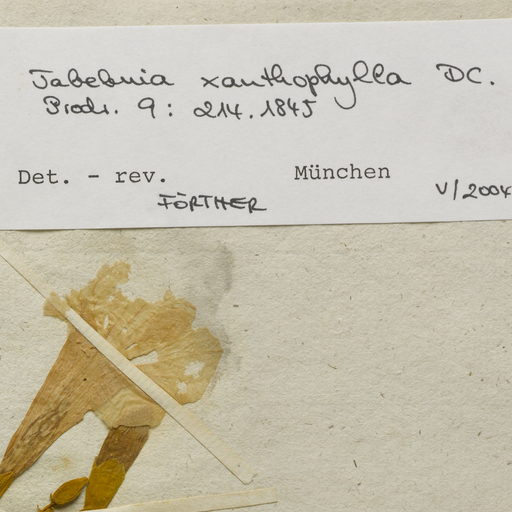 Tabebuia xanthophylla DC.
Prodr. 9: 214. 1845
Det. - rev. München
FÖRTHER V/2004